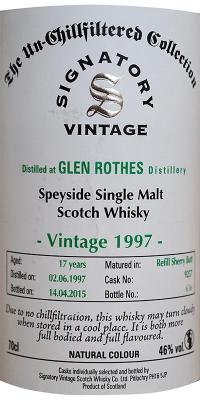 The Un-Chillfiltered Collection
SIGNATORY
S
VINTAGE
Distilled at GLEN ROTHES Distillery
Speyside Single Malt
Scotch Whisky
- Vintage 1997 -
Aged: 17 years Matured in: Refill Sherry Butt
Distilled on: 02.06.1997 Cask No: 9257
Bottled on: 14.04.2015 Bottle No.:
Due to no chillfiltration, this whisky may turn cloudy
when stored in a cool place. It is both more
full bodied and full flavoured.
70cl NATURAL COLOUR 46% vol
Casks individually selected and bottled by
Signatory Vintage Scotch Whisky Co. Ltd. Pitlochry PH16 5JP
Product of Scotland